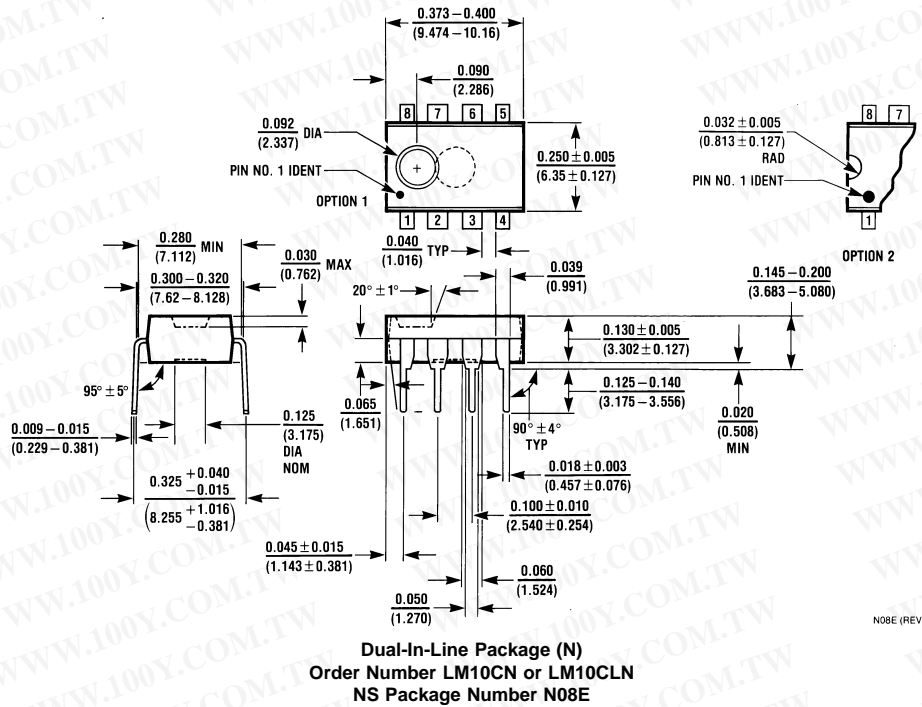 0.373 – 0.400
(9.474 – 10.16)
0.090
(2.286)
8 7 6 5
0.092 DIA
(2.337)
PIN NO. 1 IDENT
OPTION 1
1 2 3 4
0.250 ± 0.005
(6.35 ± 0.127)
0.032 ± 0.005
(0.813 ± 0.127)
RAD
PIN NO. 1 IDENT
8 7
1
OPTION 2
0.280 MIN
(7.112)
0.300 – 0.320
(7.62 – 8.128)
0.030 MAX
(0.762)
0.040 TYP
(1.016)
20° ± 1°
0.039
(0.991)
0.145 – 0.200
(3.683 – 5.080)
0.130 ± 0.005
(3.302 ± 0.127)
0.125 – 0.140
(3.175 – 3.556)
0.020
(0.508)
MIN
95° ± 5°
0.009 – 0.015
(0.229 – 0.381)
0.125
(3.175)
DIA
NOM
0.065
(1.651)
90° ± 4°
TYP
0.018 ± 0.003
(0.457 ± 0.076)
0.100 ± 0.010
(2.540 ± 0.254)
0.325 +0.040
–0.015
(8.255 +1.016
–0.381)
0.045 ± 0.015
(1.143 ± 0.381)
0.060
(1.524)
0.050
(1.270)
N08E (REV
Dual-In-Line Package (N)
Order Number LM10CN or LM10CLN
NS Package Number N08E
WWW.100Y.COM.TW